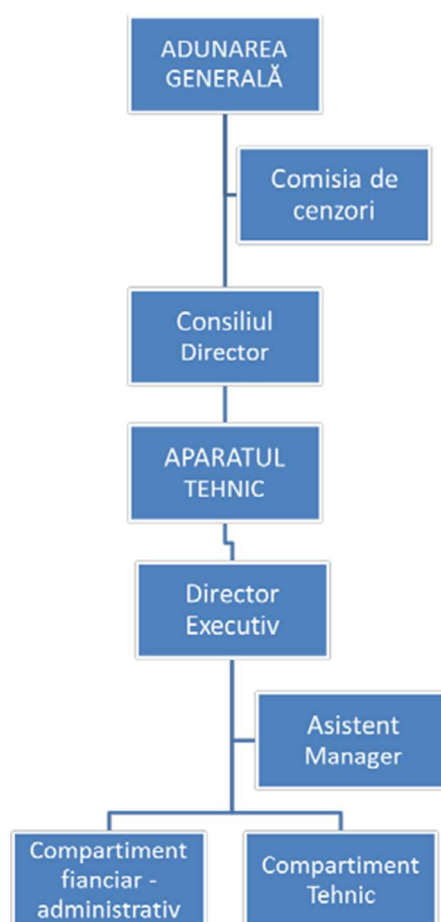 ADUNAREA
GENERALĂ
Comisia de
cenzori
Consiliul
Director
APARATUL
TEHNIC
Director
Executiv
Asistent
Manager
Compartiment
fianciar -
administrativ
Compartiment
Tehnic